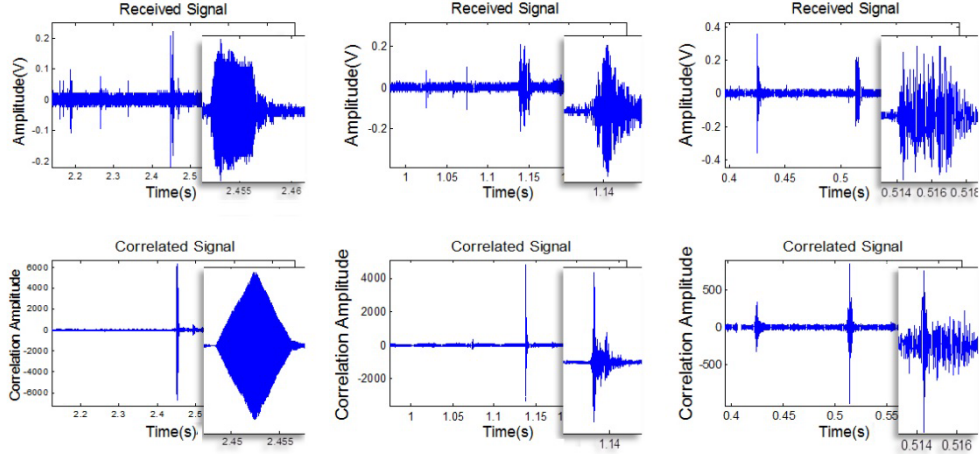 Received Signal
0.2
0.1
0
-0.1
-0.2
Amplitude(V)
2.2 2.3 2.4 2.5
2.455 2.46
Time(s)
Received Signal
0.2
0
-0.2
Amplitude(V)
1 1.05 1.1 1.15
1.14
Time(s)
Received Signal
0.4
0.2
0
-0.2
-0.4
Amplitude(V)
0.4 0.45 0.5
0.514 0.516 0.518
Time(s)
Correlated Signal
6000
4000
2000
0
-2000
-4000
-6000
Correlation Amplitude
2.2 2.3 2.4 2.5
2.45 2.455
Time(s)
Correlated Signal
4000
2000
0
-2000
Correlation Amplitude
1 1.05 1.1 1.15
1.14
Time(s)
Correlated Signal
500
0
-500
Correlation Amplitude
0.4 0.45 0.5 0.55
0.514 0.516
Time(s)